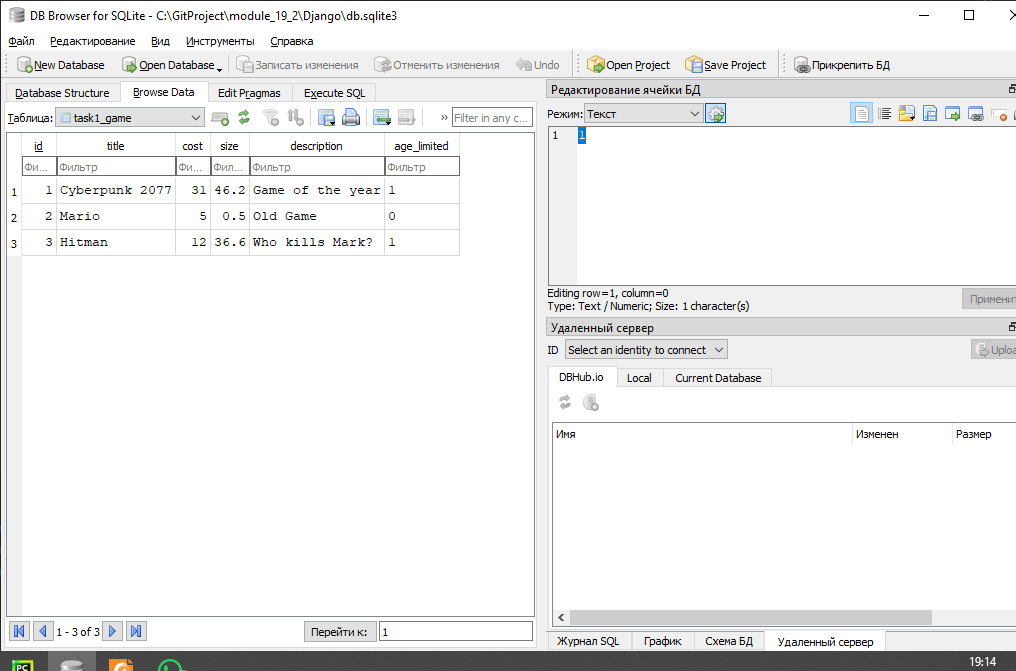 DB Browser for SQLite - C:\GitProject\module_19_2\Django\db.sqlite3
Файл Редактирование Вид Инструменты Справка
New Database Open Database Записать изменения Отменить изменения Undo Open Project Save Project Прикрепить БД
Database Structure Browse Data Edit Pragmas Execute SQL
Таблица: task1_game Filter in any c...
id title cost size description age_limited
Фи... Фильтр Фи... Фил... Фильтр Фильтр
1 1 Cyberpunk 2077 31 46.2 Game of the year 1
2 2 Mario 5 0.5 Old Game 0
3 3 Hitman 12 36.6 Who kills Mark? 1
1 - 3 of 3 Перейти к: 1
Редактирование ячейки БД
Режим: Текст
1 1
Editing row=1, column=0
Type: Text / Numeric; Size: 1 character(s)
Применит
Удаленный сервер
ID Select an identity to connect Uploa
DBHub.io Local Current Database
Имя Изменен Размер
Журнал SQL График Схема БД Удаленный сервер
PC 19:14